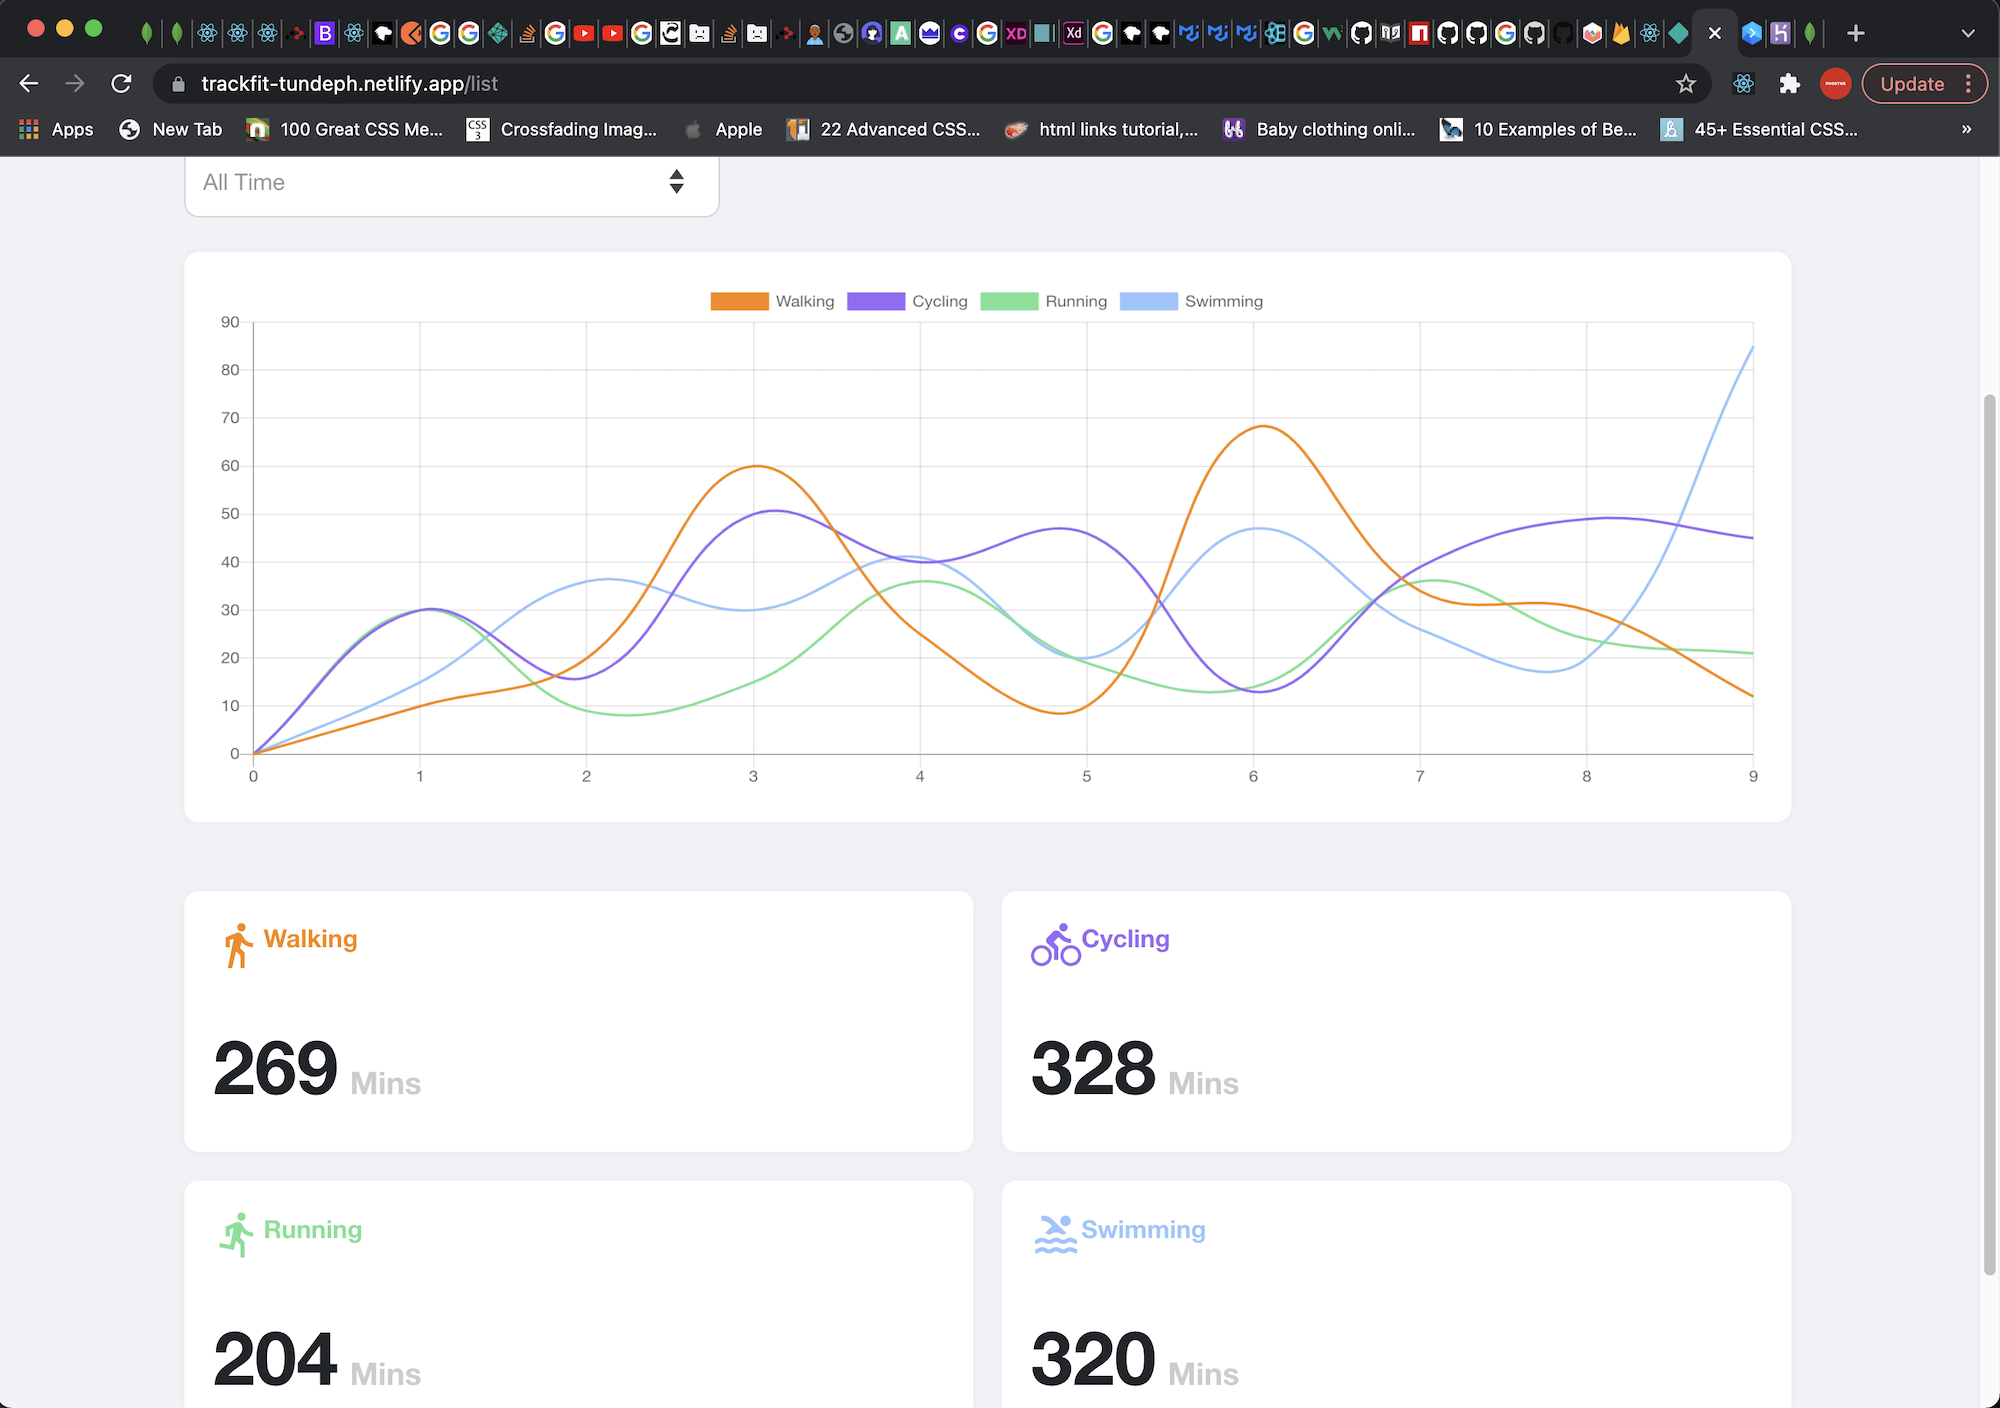 B XD Xd
trackfit-tundeph.netlify.app/list Update
Apps New Tab 100 Great CSS Me... Crossfading Imag... Apple 22 Advanced CSS... html links tutorial,... Baby clothing onli... 10 Examples of Be... 45+ Essential CSS... »
All Time
Walking Cycling Running Swimming
90
80
70
60
50
40
30
20
10
0
0 1 2 3 4 5 6 7 8 9
Walking
269 Mins
Cycling
328 Mins
Running
204 Mins
Swimming
320 Mins